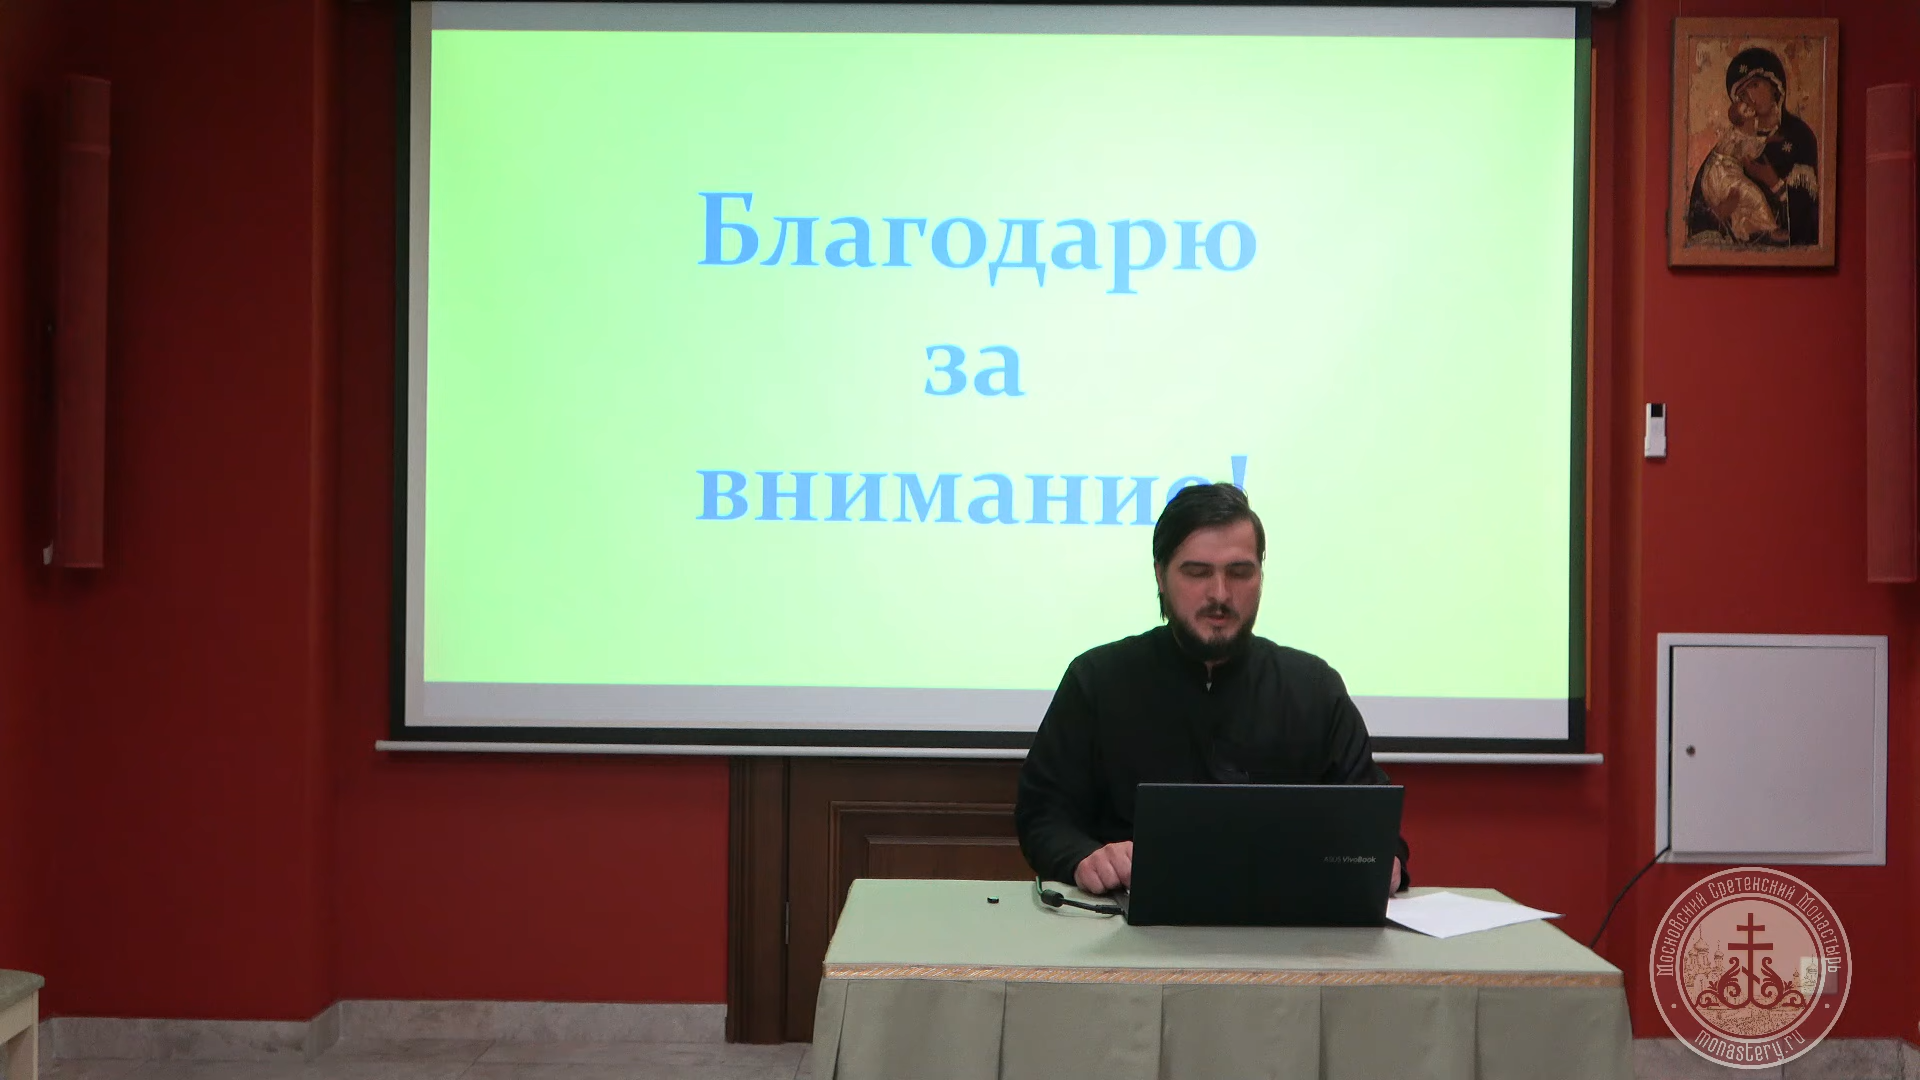 Благодарю
за
внимание!
ASUS VivoBook
Московский Сретенский Монастырь
monastery.ru